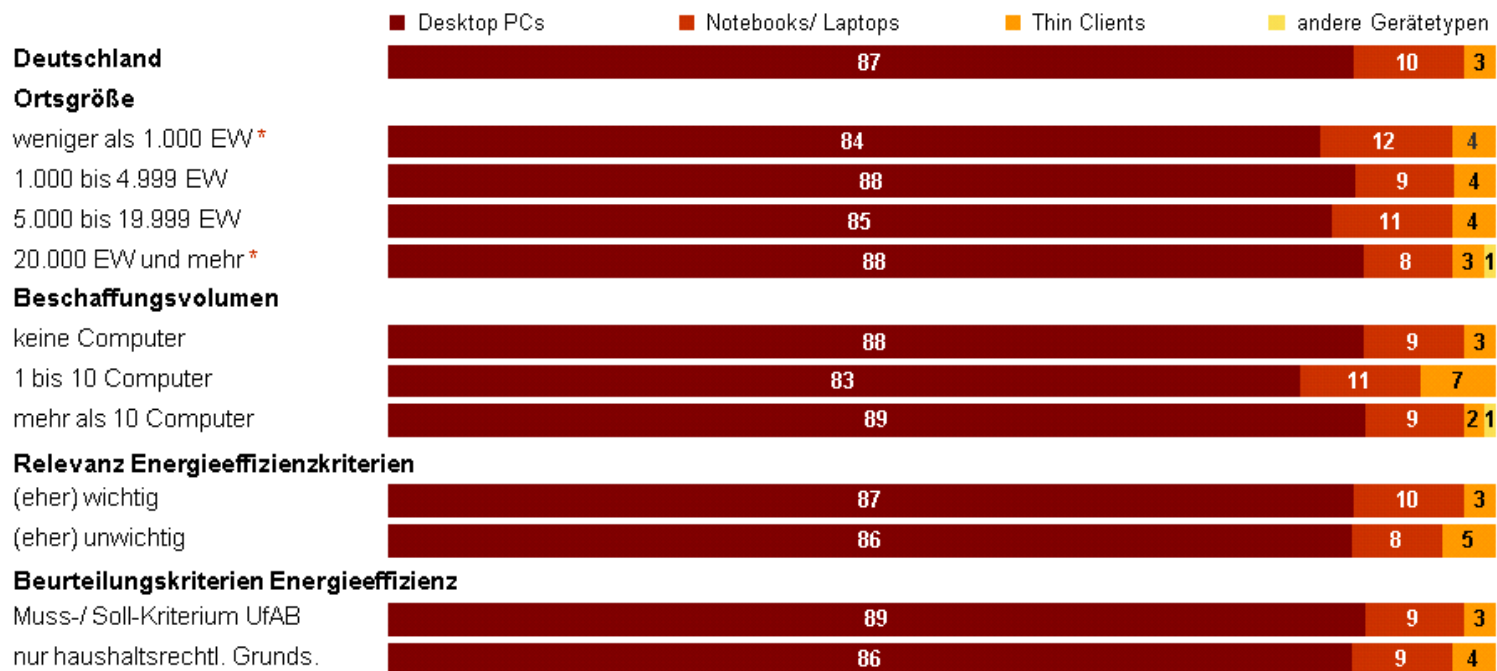 Desktop PCs Notebooks/ Laptops Thin Clients andere Gerätetypen
Deutschland 87 10 3
Ortsgröße
weniger als 1.000 EW* 84 12 4
1.000 bis 4.999 EW 88 9 4
5.000 bis 19.999 EW 85 11 4
20.000 EW und mehr* 88 8 3 1
Beschaffungsvolumen
keine Computer 88 9 3
1 bis 10 Computer 83 11 7
mehr als 10 Computer 89 9 2 1
Relevanz Energieeffizienzkriterien
(eher) wichtig 87 10 3
(eher) unwichtig 86 8 5
Beurteilungskriterien Energieeffizienz
Muss-/ Soll-Kriterium UfAB 89 9 3
nur haushaltsrechtl. Grunds. 86 9 4